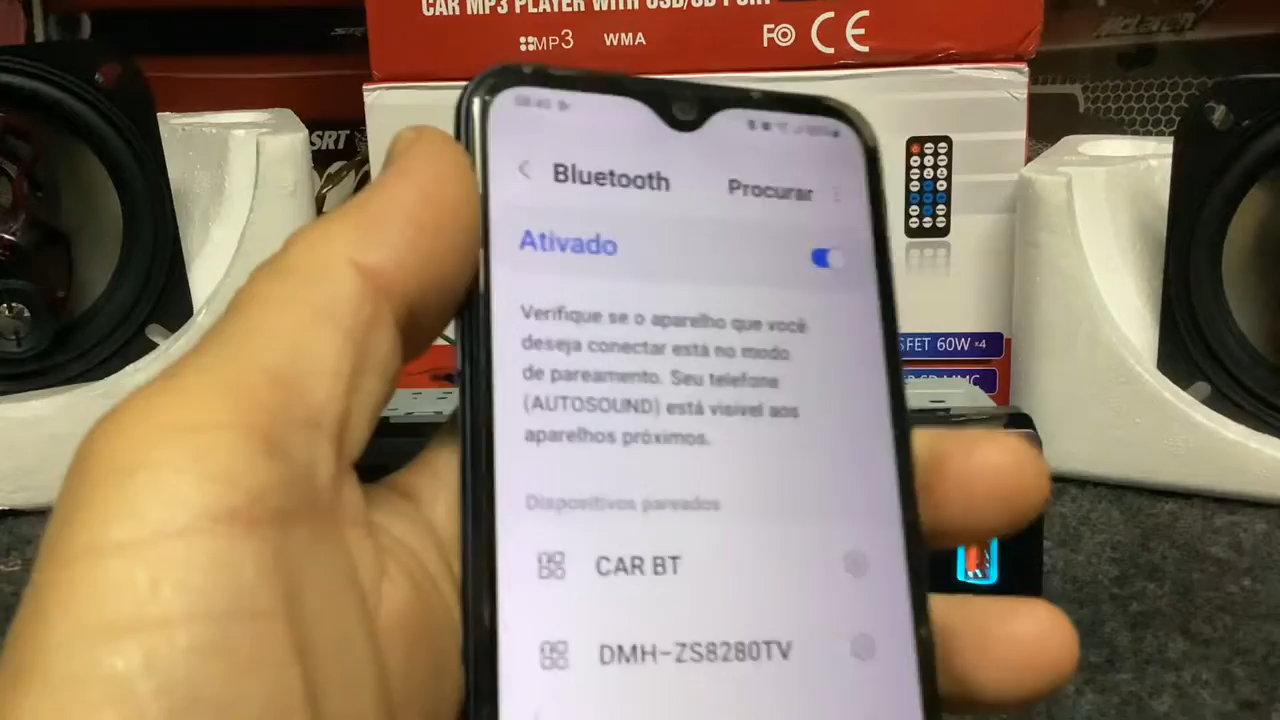 CAR MP3 PLAYER WITH USB/SD PORT
MP3 WMA FC CE
SRT
Bluetooth Procurar
Ativado
Verifique se o aparelho que você
deseja conectar está no modo
de pareamento. Seu telefone
(AUTOSOUND) está visível aos
aparelhos próximos.
Dispositivos pareados
CAR BT
DMH-ZS8280TV
SFET 60W ×4